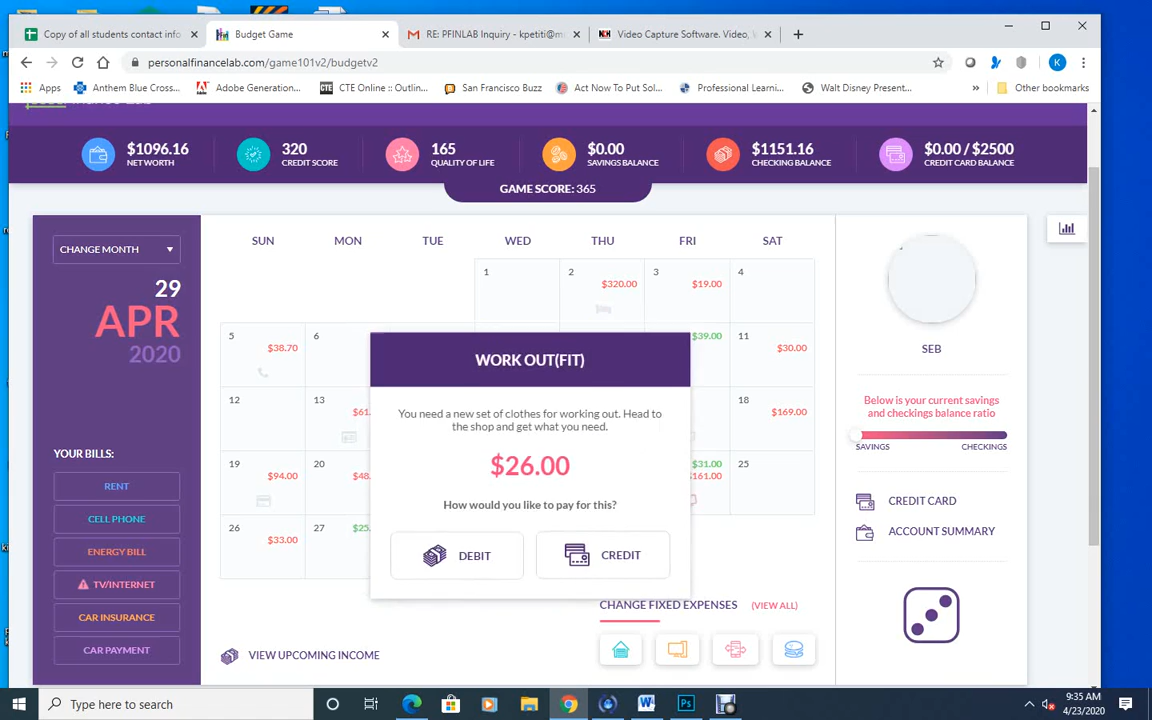 Copy of all students contact info
Budget Game
RE: PFINLAB Inquiry - kpetiti@m
Video Capture Software. Video, V
personalfinancelab.com/game101v2/budgetv2
K
Apps
Anthem Blue Cross...
Adobe Generation...
CTE Online :: Outlin...
San Francisco Buzz
Act Now To Put Sol...
Professional Learni...
Walt Disney Present...
»
Other bookmarks
$1096.16
NET WORTH
320
CREDIT SCORE
165
QUALITY OF LIFE
$0.00
SAVINGS BALANCE
$1151.16
CHECKING BALANCE
$0.00 / $2500
CREDIT CARD BALANCE
GAME SCORE: 365
CHANGE MONTH
29
APR
2020
YOUR BILLS:
RENT
CELL PHONE
ENERGY BILL
TV/INTERNET
CAR INSURANCE
CAR PAYMENT
SUN MON TUE WED THU FRI SAT
1 2 3 4
$320.00 $19.00
5 6 $39.00 11
$38.70 $30.00
12 13 18
$61. $169.00
19 20 $31.00 25
$94.00 $48. $161.00
26 27 $25.
$33.00
WORK OUT(FIT)
You need a new set of clothes for working out. Head to
the shop and get what you need.
$26.00
How would you like to pay for this?
DEBIT
CREDIT
VIEW UPCOMING INCOME
CHANGE FIXED EXPENSES (VIEW ALL)
SEB
Below is your current savings
and checkings balance ratio
SAVINGS CHECKINGS
CREDIT CARD
ACCOUNT SUMMARY
Type here to search
9:35 AM
4/23/2020